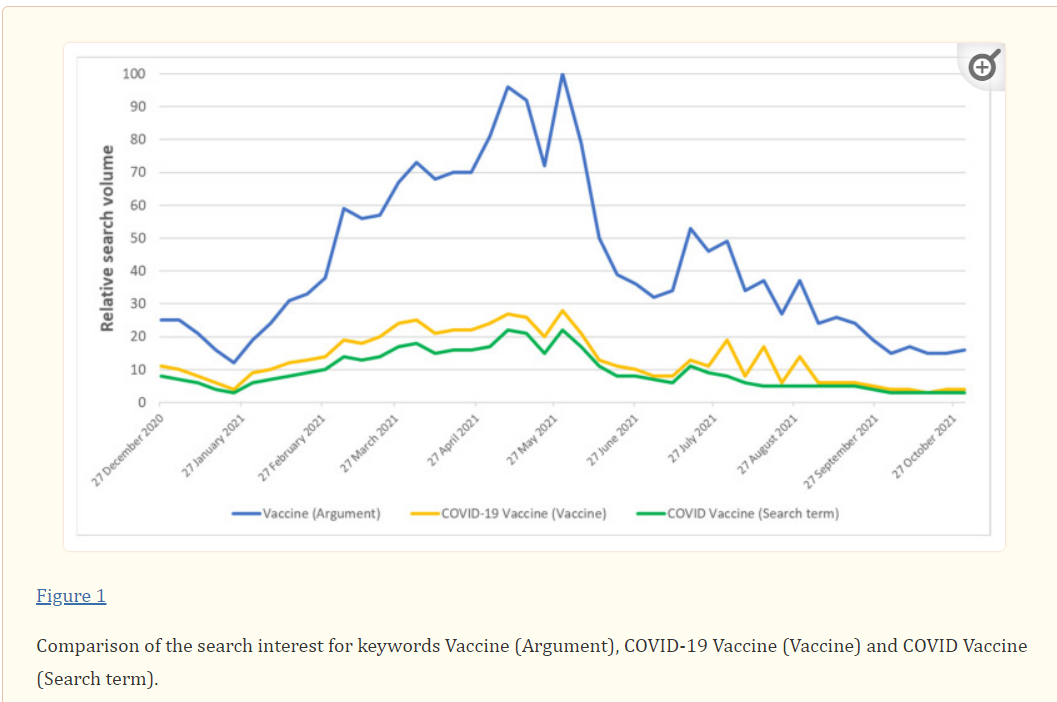 100
90
80
70
60
50
40
30
20
10
0
Relative search volume
27 December 2020
27 January 2021
27 February 2021
27 March 2021
27 April 2021
27 May 2021
27 June 2021
27 July 2021
27 August 2021
27 September 2021
27 October 2021
Vaccine (Argument) COVID-19 Vaccine (Vaccine) COVID Vaccine (Search term)
Figure 1
Comparison of the search interest for keywords Vaccine (Argument), COVID-19 Vaccine (Vaccine) and COVID Vaccine
(Search term).